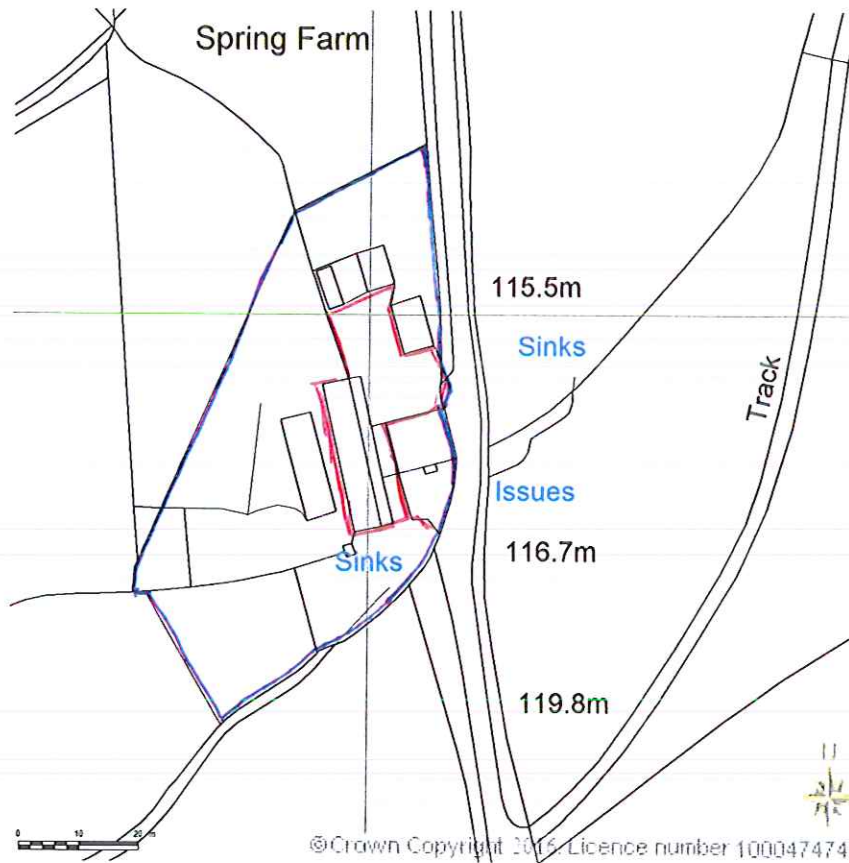 Spring Farm
115.5m
Sinks
Track
Issues
116.7m
Sinks
119.8m
0 10 20 m
©Crown Copyright 2016. Licence number 100047474